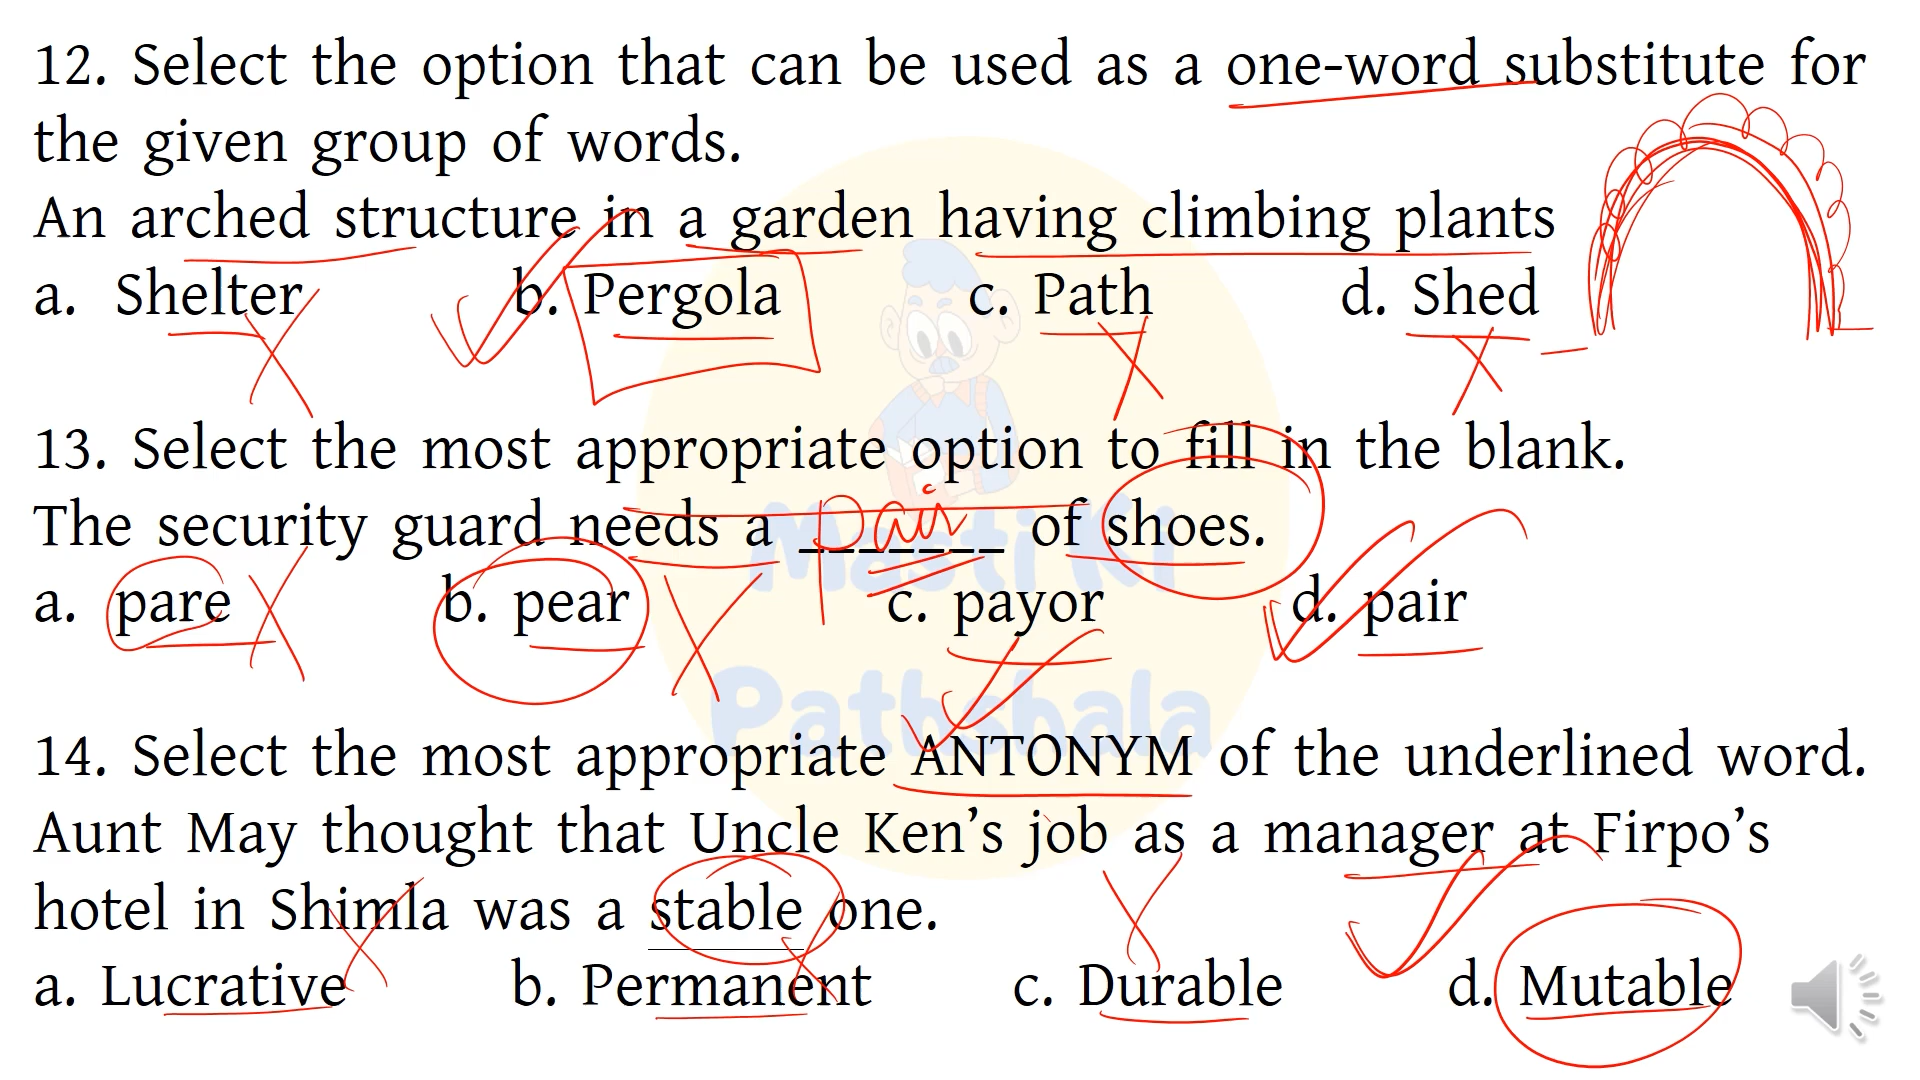 12. Select the option that can be used as a one-word substitute for
the given group of words.
An arched structure in a garden having climbing plants
a. Shelter b. Pergola c. Path d. Shed
13. Select the most appropriate option to fill in the blank.
The security guard needs a _______ of shoes.
pair
a. pare b. pear c. payor d. pair
14. Select the most appropriate ANTONYM of the underlined word.
Aunt May thought that Uncle Ken’s job as a manager at Firpo’s
hotel in Shimla was a stable one.
a. Lucrative b. Permanent c. Durable d. Mutable
Masti Ki
Pathshala